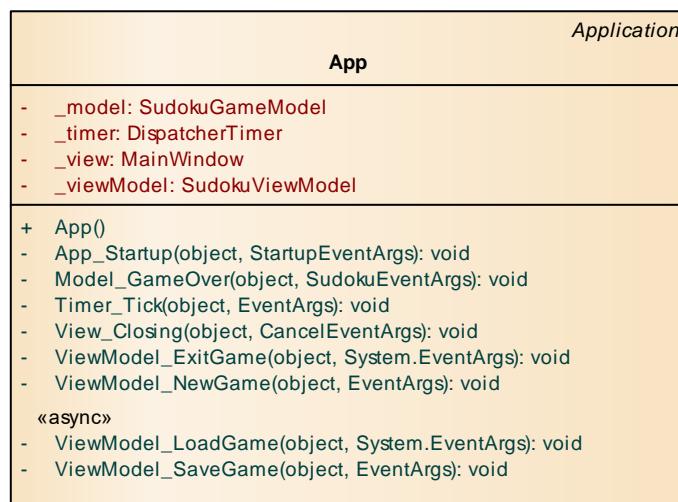 Application
App
- _model: SudokuGameModel
- _timer: DispatcherTimer
- _view: MainWindow
- _viewModel: SudokuViewModel
+ App()
- App_Startup(object, StartupEventArgs): void
- Model_GameOver(object, SudokuEventArgs): void
- Timer_Tick(object, EventArgs): void
- View_Closing(object, CancelEventArgs): void
- ViewModel_ExitGame(object, System.EventArgs): void
- ViewModel_NewGame(object, EventArgs): void
«async»
- ViewModel_LoadGame(object, System.EventArgs): void
- ViewModel_SaveGame(object, EventArgs): void